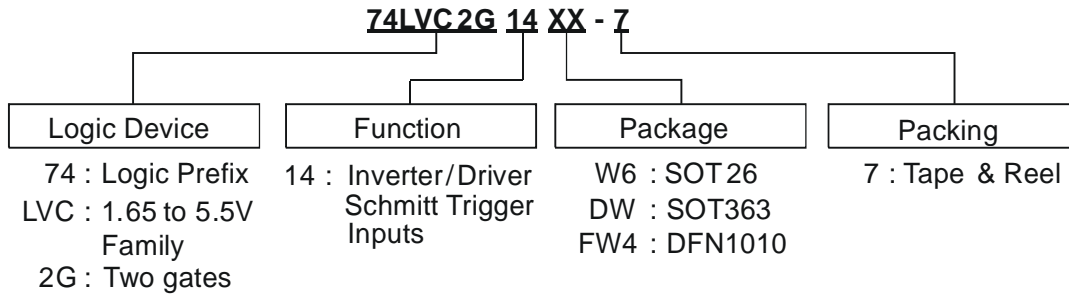 74LVC2G 14 XX - 7
Logic Device
74 : Logic Prefix
LVC : 1.65 to 5.5V
Family
2G : Two gates
Function
14 : Inverter/Driver
Schmitt Trigger
Inputs
Package
W6 : SOT26
DW : SOT363
FW4 : DFN1010
Packing
7 : Tape & Reel